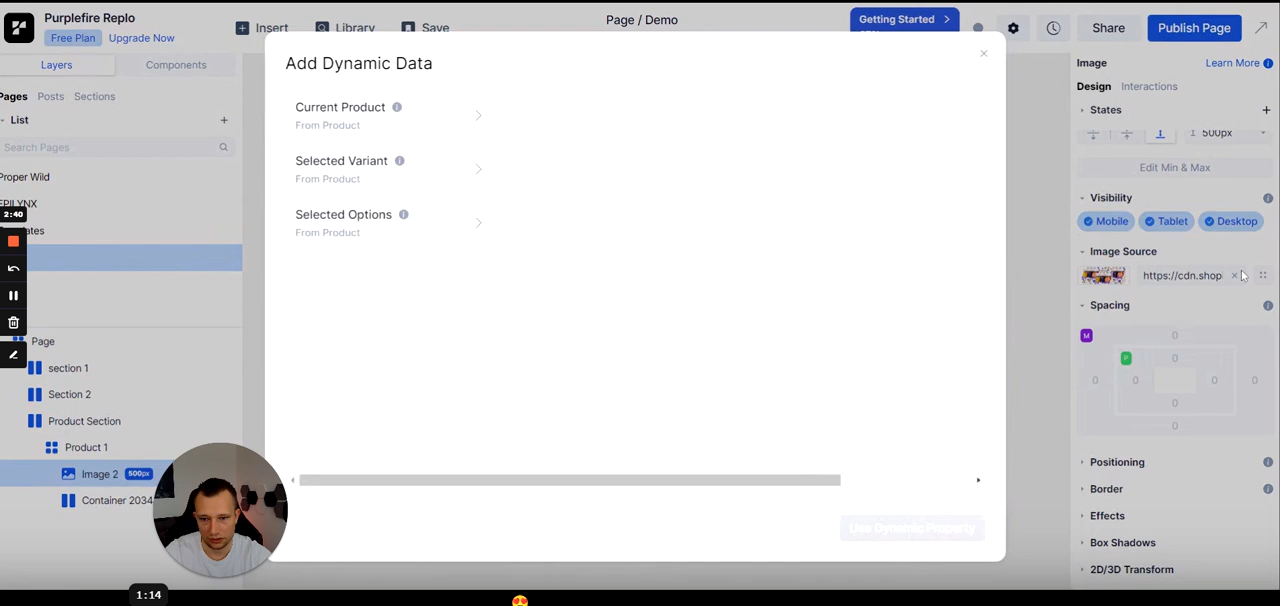 Purplefire Replo
Free Plan
Upgrade Now
Insert
Library
Save
Page / Demo
Getting Started
Share
Publish Page
Layers
Components
Pages
Posts
Sections
List
Search Pages
Proper Wild
EPILYNX
2:40
Page
section 1
Section 2
Product Section
Product 1
Image 2
500px
Container 2034
1:14
Add Dynamic Data
Current Product
From Product
Selected Variant
From Product
Selected Options
From Product
Use Dynamic Property
Image
Learn More
Design
Interactions
States
500px
Edit Min & Max
Visibility
Mobile
Tablet
Desktop
Image Source
https://cdn.shop
Spacing
M
0
P
0
0
0
0
0
0
0
Positioning
Border
Effects
Box Shadows
2D/3D Transform